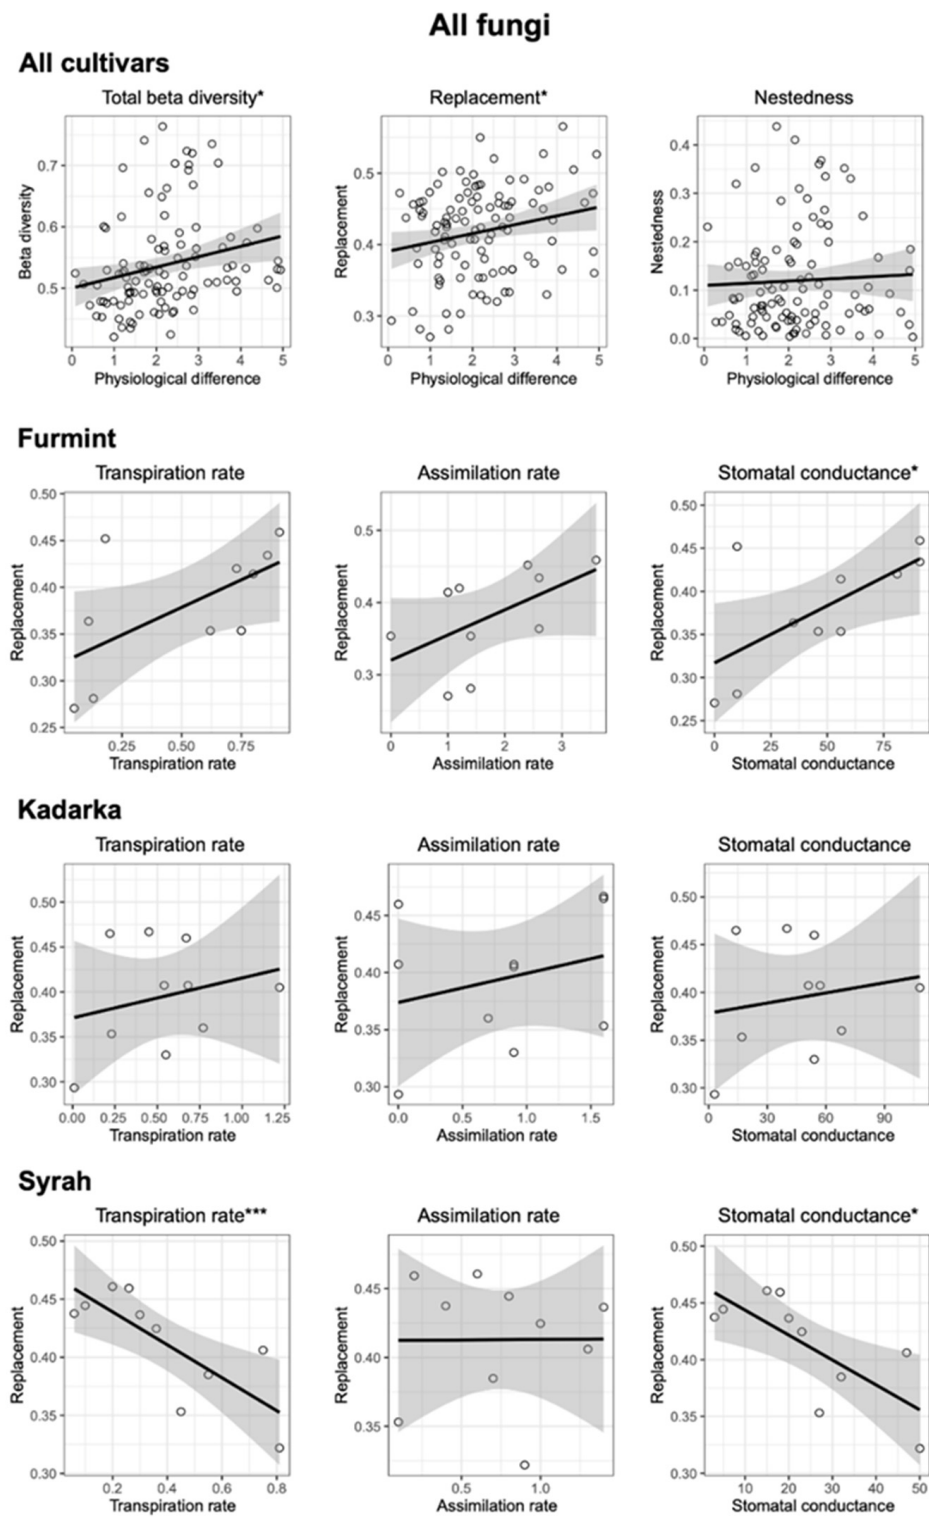 All fungi
All cultivars
Total beta diversity* Replacement* Nestedness
Beta diversity
0.7
0.6
0.5
0 1 2 3 4 5
Physiological difference
Replacement
0.5
0.4
0.3
0 1 2 3 4 5
Physiological difference
Nestedness
0.4
0.3
0.2
0.1
0.0
0 1 2 3 4 5
Physiological difference
Furmint
Transpiration rate Assimilation rate Stomatal conductance*
Replacement
0.50
0.45
0.40
0.35
0.30
0.25
0.25 0.50 0.75
Transpiration rate
Replacement
0.5
0.4
0.3
0 1 2 3
Assimilation rate
Replacement
0.50
0.45
0.40
0.35
0.30
0.25
0 25 50 75
Stomatal conductance
Kadarka
Transpiration rate Assimilation rate Stomatal conductance
Replacement
0.50
0.45
0.40
0.35
0.30
0.00 0.25 0.50 0.75 1.00 1.25
Transpiration rate
Replacement
0.45
0.40
0.35
0.30
0.0 0.5 1.0 1.5
Assimilation rate
Replacement
0.50
0.45
0.40
0.35
0.30
0 30 60 90
Stomatal conductance
Syrah
Transpiration rate*** Assimilation rate Stomatal conductance*
Replacement
0.50
0.45
0.40
0.35
0.30
0.2 0.4 0.6 0.8
Transpiration rate
Replacement
0.45
0.40
0.35
0.5 1.0
Assimilation rate
Replacement
0.50
0.45
0.40
0.35
0.30
10 20 30 40 50
Stomatal conductance